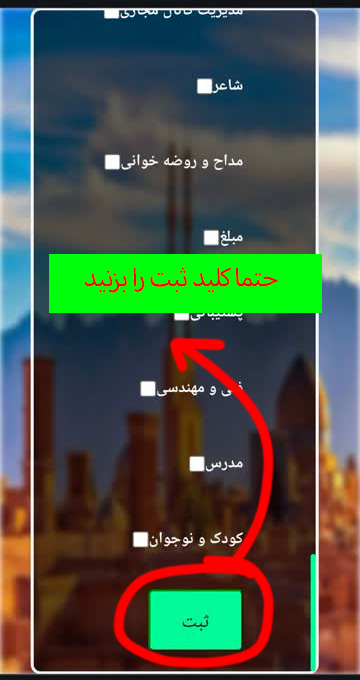 مدیریت کانال مجازی
شاعر
مداح و روضه خوانی
مبلغ
حتما کلید ثبت را بزنید
پشتیبانی
فنی و مهندسی
مدرس
کودک و نوجوان
ثبت